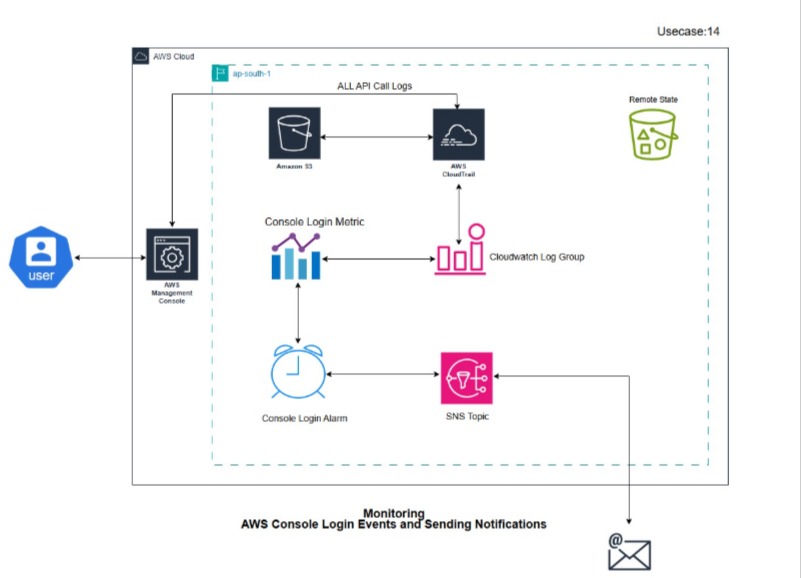 Usecase:14
AWS Cloud
ap-south-1
ALL API Call Logs
Remote State
Amazon S3
AWS
CloudTrail
Console Login Metric
Cloudwatch Log Group
user
AWS
Management
Console
Console Login Alarm
SNS Topic
Monitoring
AWS Console Login Events and Sending Notifications
@